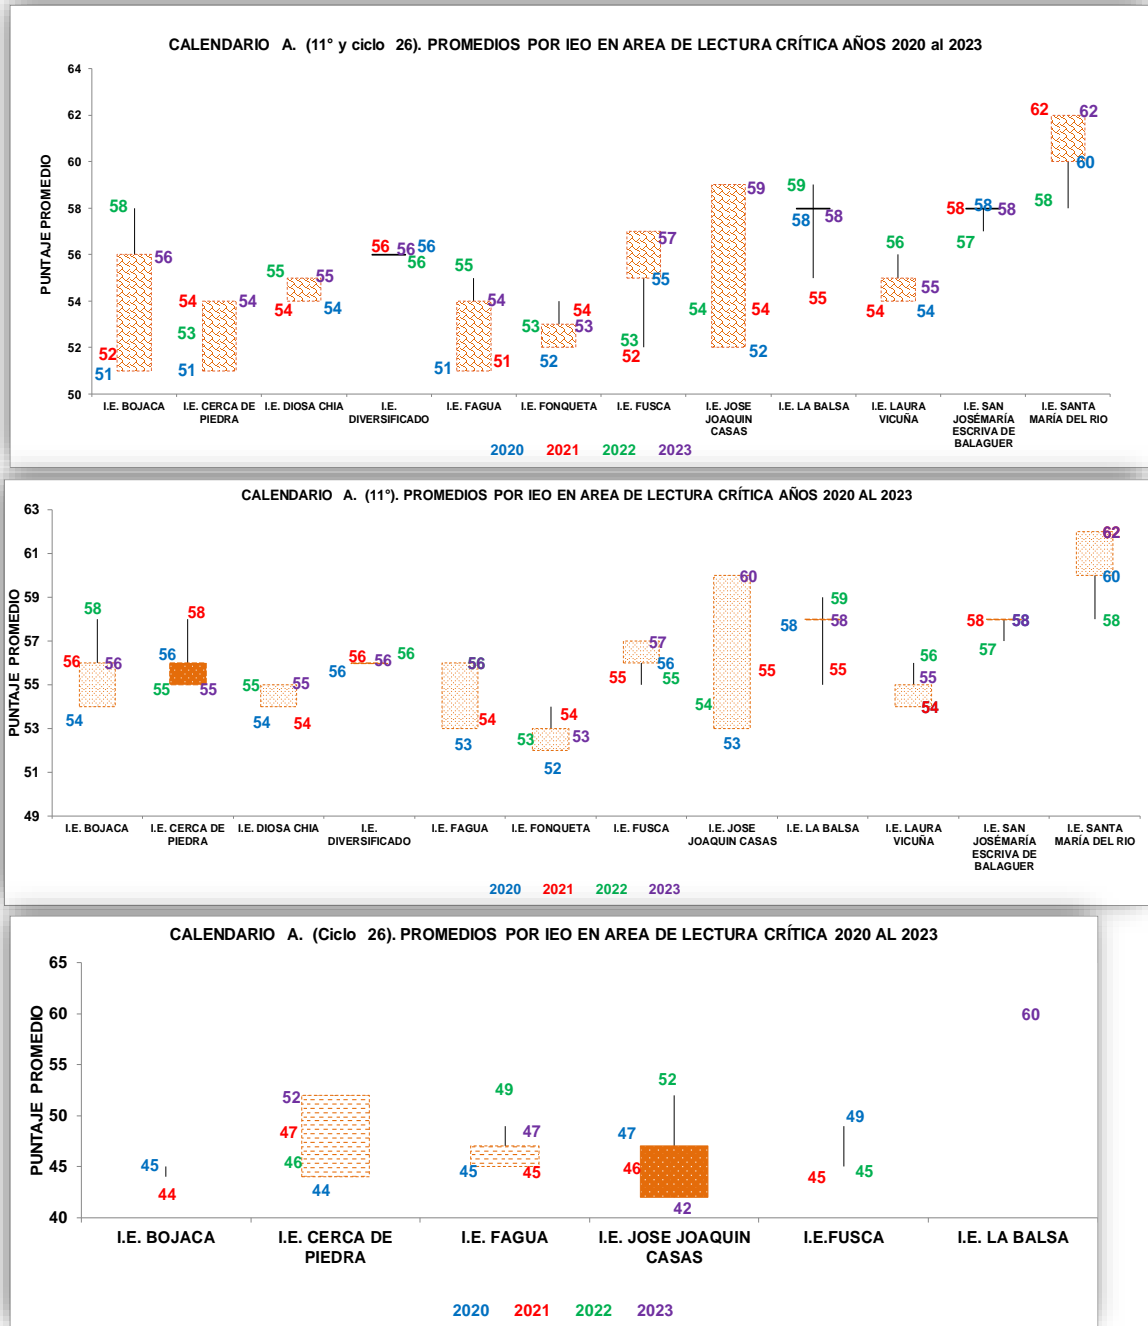 CALENDARIO A. (11° y ciclo 26). PROMEDIOS POR IEO EN AREA DE LECTURA CRÍTICA AÑOS 2020 al 2023
PUNTAJE PROMEDIO
64
62
60
58
56
54
52
50
51 52 58 56
51 54 53 54
55 54 55 54
56 56 56 56
51 55 54 51
53 52 54 53
53 52 57 55
54 59 54 52
59 58 58 55
54 56 55 54
58 58 58 57
62 62 60 58
I.E. BOJACA
I.E. CERCA DE
PIEDRA
I.E. DIOSA CHIA
I.E.
DIVERSIFICADO
I.E. FAGUA
I.E. FONQUETA
I.E. FUSCA
I.E. JOSE
JOAQUIN
CASAS
I.E. LA BALSA
I.E. LAURA
VICUÑA
I.E. SAN
JOSÉMARÍA
ESCRIVA DE
BALAGUER
I.E. SANTA
MARÍA DEL RIO
2020 2021 2022 2023
CALENDARIO A. (11°). PROMEDIOS POR IEO EN AREA DE LECTURA CRÍTICA AÑOS 2020 AL 2023
PUNTAJE PROMEDIO
63
61
59
57
55
53
51
49
58 56 56 54
58 56 55 55
55 55 54 54
56 56 56 56
56 54 53
54 53 53 52
57 56 55 55
60 55 54 53
59 58 58 55
56 55 54
58 58 57
62 60 58
I.E. BOJACA
I.E. CERCA DE
PIEDRA
I.E. DIOSA CHIA
I.E.
DIVERSIFICADO
I.E. FAGUA
I.E. FONQUETA
I.E. FUSCA
I.E. JOSE
JOAQUIN CASAS
I.E. LA BALSA
I.E. LAURA
VICUÑA
I.E. SAN
JOSÉMARÍA
ESCRIVA DE
BALAGUER
I.E. SANTA
MARÍA DEL RIO
2020 2021 2022 2023
CALENDARIO A. (Ciclo 26). PROMEDIOS POR IEO EN AREA DE LECTURA CRÍTICA 2020 AL 2023
PUNTAJE PROMEDIO
65
60
55
50
45
40
45 44
52 47 46 44
49 47 45 45
52 47 46 42
49 45 45
60
I.E. BOJACA
I.E. CERCA DE
PIEDRA
I.E. FAGUA
I.E. JOSE JOAQUIN
CASAS
I.E.FUSCA
I.E. LA BALSA
2020 2021 2022 2023